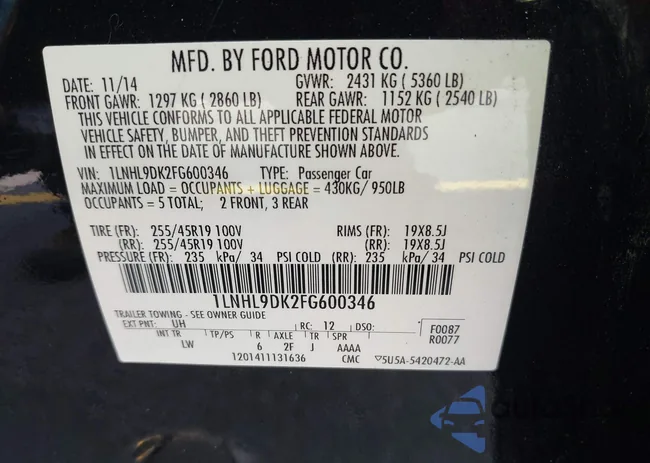 MFD. BY FORD MOTOR CO.
DATE: 11/14 GVWR: 2431 KG ( 5360 LB)
FRONT GAWR: 1297 KG ( 2860 LB) REAR GAWR: 1152 KG ( 2540 LB)
THIS VEHICLE CONFORMS TO ALL APPLICABLE FEDERAL MOTOR
VEHICLE SAFETY, BUMPER, AND THEFT PREVENTION STANDARDS
IN EFFECT ON THE DATE OF MANUFACTURE SHOWN ABOVE.
VIN: 1LNHL9DK2FG600346 TYPE: Passenger Car
MAXIMUM LOAD = OCCUPANTS + LUGGAGE = 430KG/ 950LB
OCCUPANTS = 5 TOTAL; 2 FRONT, 3 REAR
TIRE (FR): 255/45R19 100V RIMS (FR): 19X8.5J
(RR): 255/45R19 100V (RR): 19X8.5J
PRESSURE (FR): 235 kPa/ 34 PSI COLD (RR): 235 kPa/ 34 PSI COLD
1LNHL9DK2FG600346
TRAILER TOWING - SEE OWNER GUIDE
EXT PNT: UH RC: 12 DSO: F0087
INT TR TP/PS R AXLE TR SPR R0077
LW 6 2F J AAAA
1201411131636 CMC ▽5U5A-5420472-AA